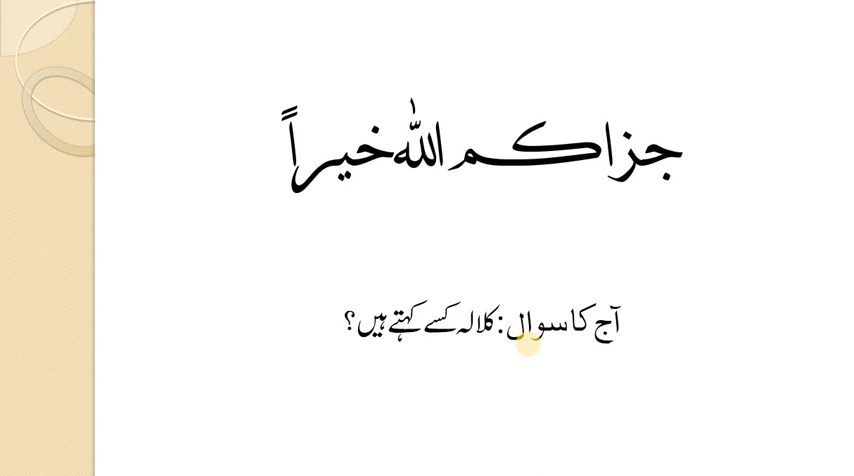 جزاکم اللہ خیراً
آج کا سوال: کلالہ کسے کہتے ہیں؟